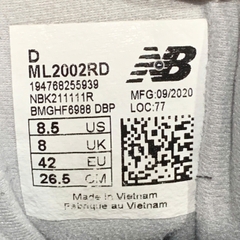 D
ML2002RD
194768255939
NBK211111R
BMGHF6988 DBP
NB
MFG:09/2020
LOC:77
8.5 US
8 UK
42 EU
26.5 CM
Made in Vietnam
Fabriqué au Vietnam